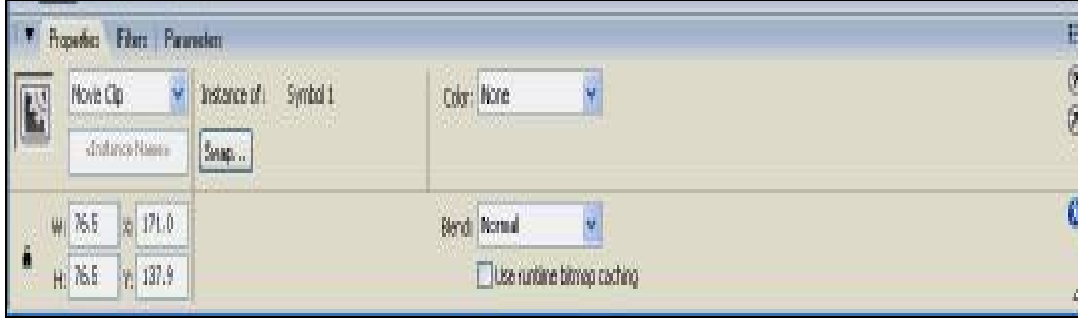 Properties Filters Parameters
Movie Clip Instance of: Symbol 1 Color: None
<Instance Name> Swap...
W: 76.5 X: 171.0 Blend: Normal
H: 76.5 Y: 137.9 Use runtime bitmap caching